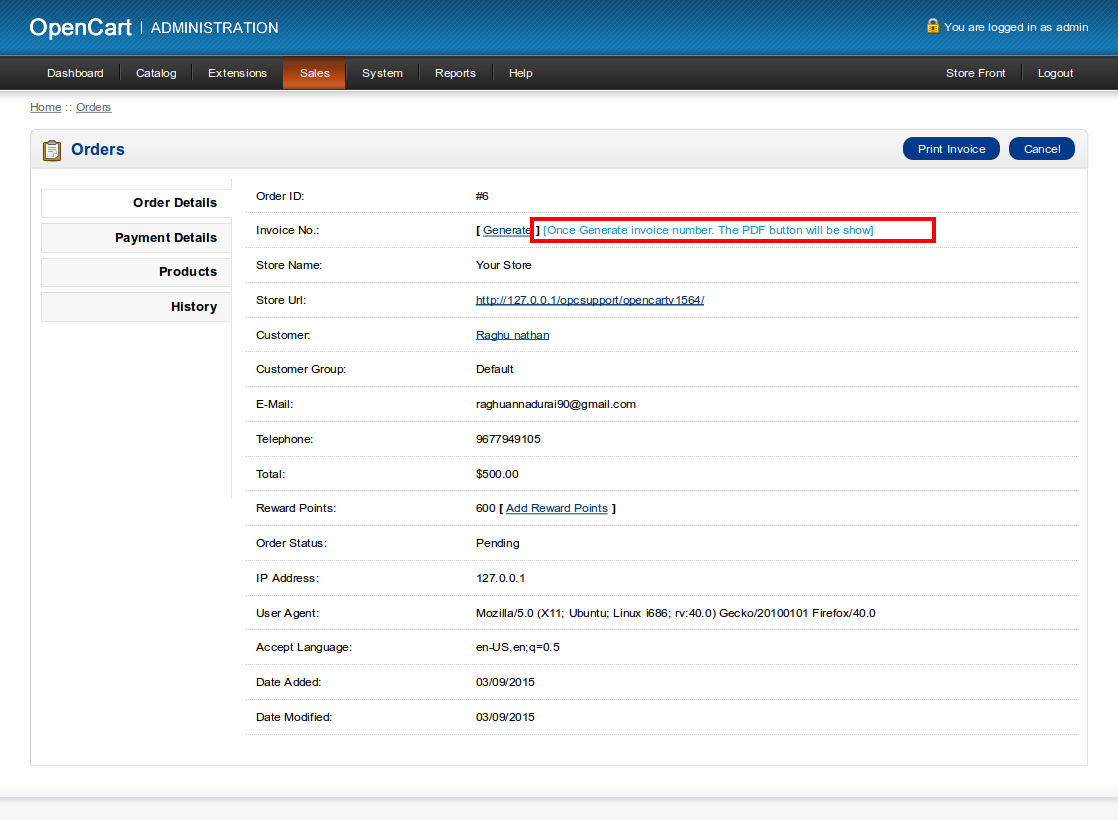 OpenCart | ADMINISTRATION
You are logged in as admin
Dashboard Catalog Extensions Sales System Reports Help Store Front Logout
Home :: Orders
Orders
Print Invoice Cancel
Order Details
Payment Details
Products
History
Order ID: #6
Invoice No.: [ Generate ] [Once Generate invoice number. The PDF button will be show]
Store Name: Your Store
Store Url: http://127.0.0.1/opcsupport/opencartv1564/
Customer: Raghu nathan
Customer Group: Default
E-Mail: raghuannadurai90@gmail.com
Telephone: 9677949105
Total: $500.00
Reward Points: 600 [ Add Reward Points ]
Order Status: Pending
IP Address: 127.0.0.1
User Agent: Mozilla/5.0 (X11; Ubuntu; Linux i686; rv:40.0) Gecko/20100101 Firefox/40.0
Accept Language: en-US,en;q=0.5
Date Added: 03/09/2015
Date Modified: 03/09/2015